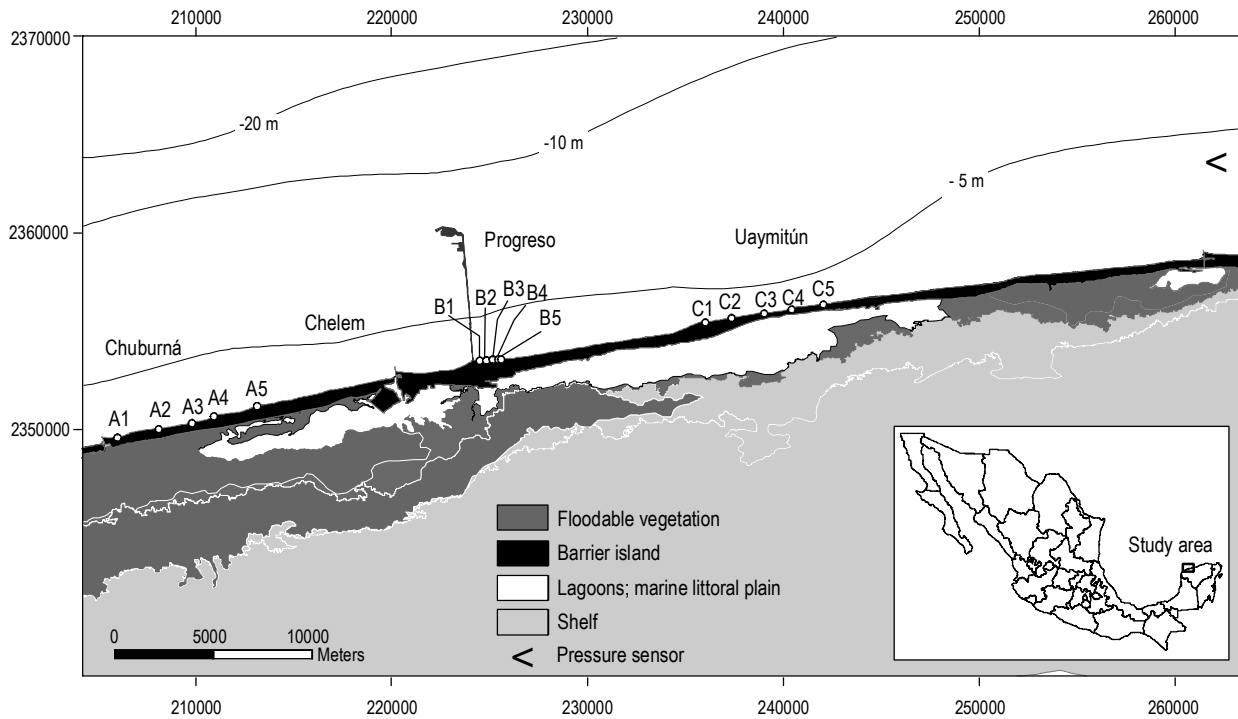 210000 220000 230000 240000 250000 260000
2370000
-20 m
-10 m
- 5 m
2360000
Progreso
Uaymitún
B3
B1 B2 B4
B5
C1 C2 C3 C4 C5
Chelem
Chuburná
A1 A2 A3 A4 A5
2350000
Floodable vegetation
Barrier island
Study area
Lagoons; marine littoral plain
Shelf
0 5000 10000
Meters
< Pressure sensor
210000 220000 230000 240000 250000 260000